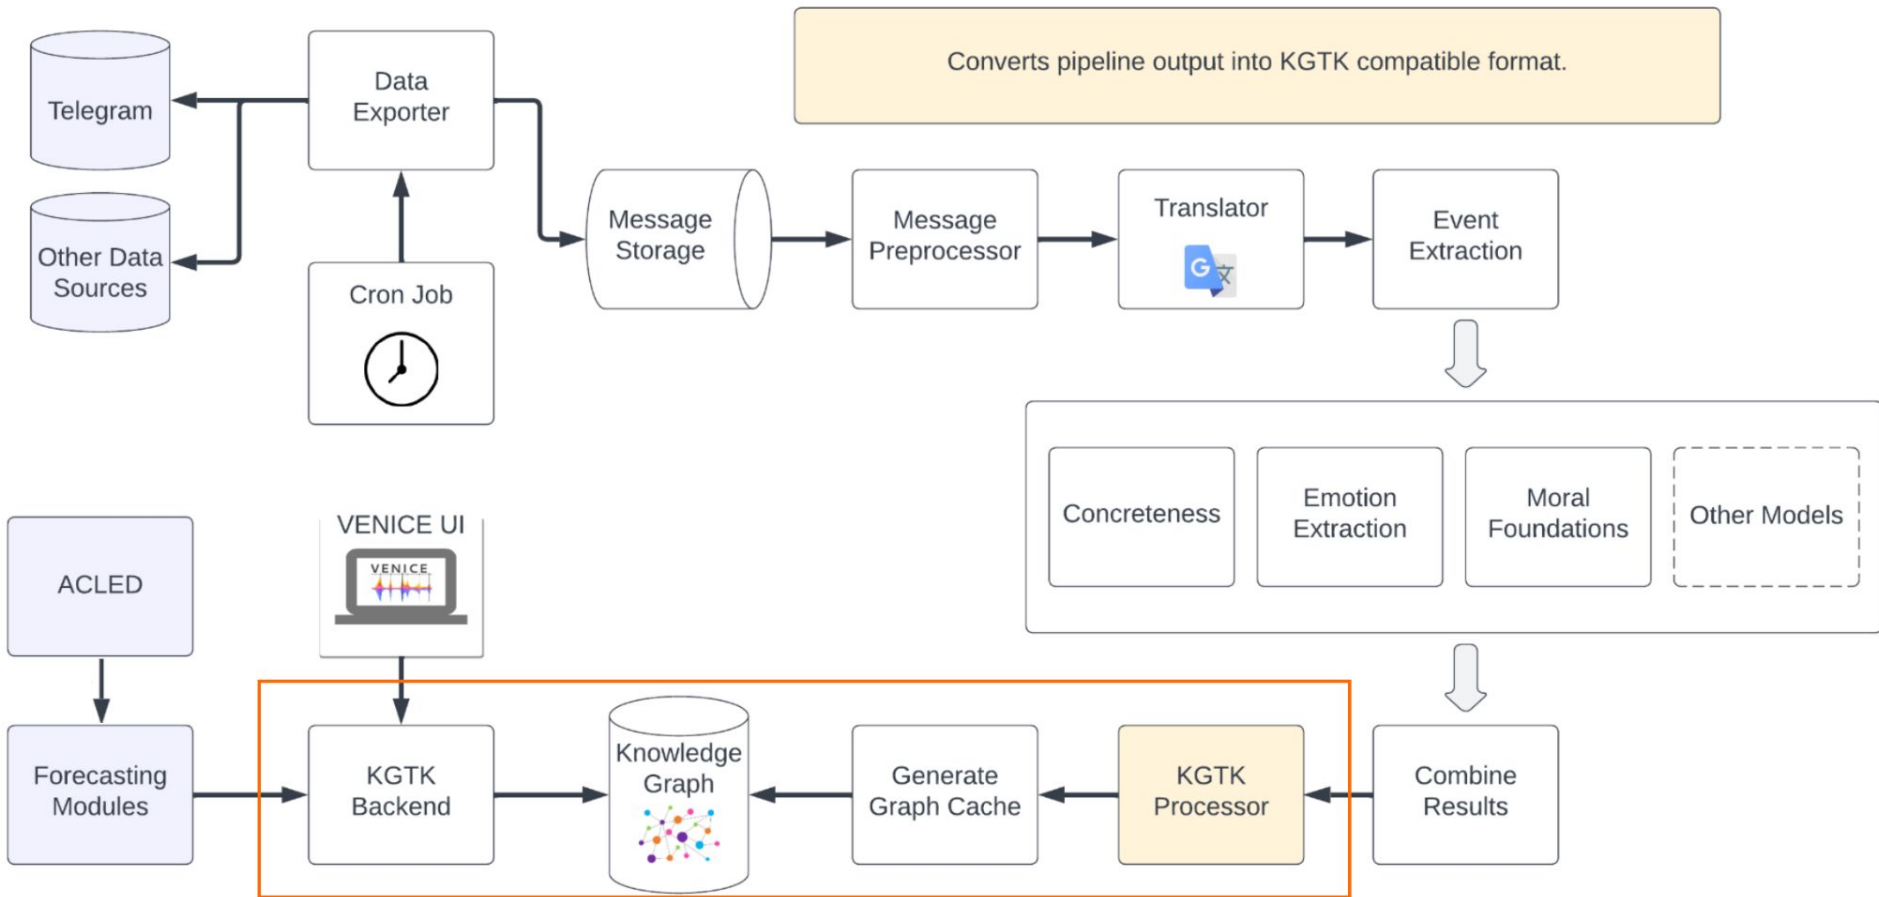 Telegram
Data
Exporter
Converts pipeline output into KGTK compatible format.
Other Data
Sources
Cron Job
Message
Storage
Message
Preprocessor
Translator
G 文
Event
Extraction
Concreteness
Emotion
Extraction
Moral
Foundations
Other Models
ACLED
VENICE UI
VENICE
Forecasting
Modules
KGTK
Backend
Knowledge
Graph
Generate
Graph Cache
KGTK
Processor
Combine
Results